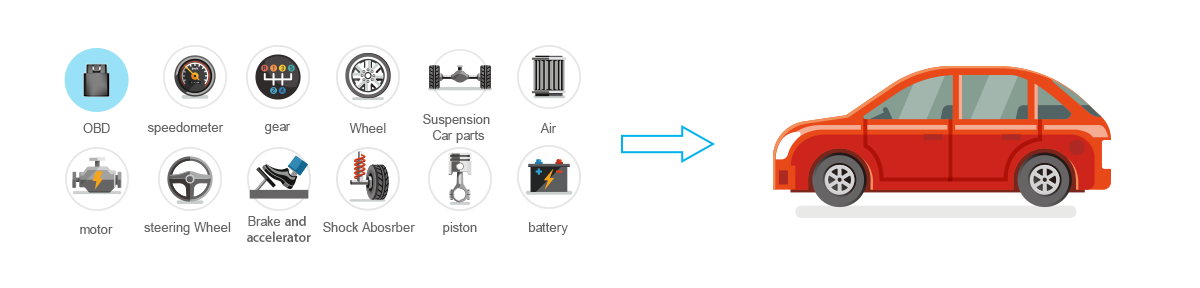 OBD
speedometer
gear
Wheel
Suspension
Car parts
Air
motor
steering Wheel
Brake and
accelerator
Shock Abosrber
piston
battery